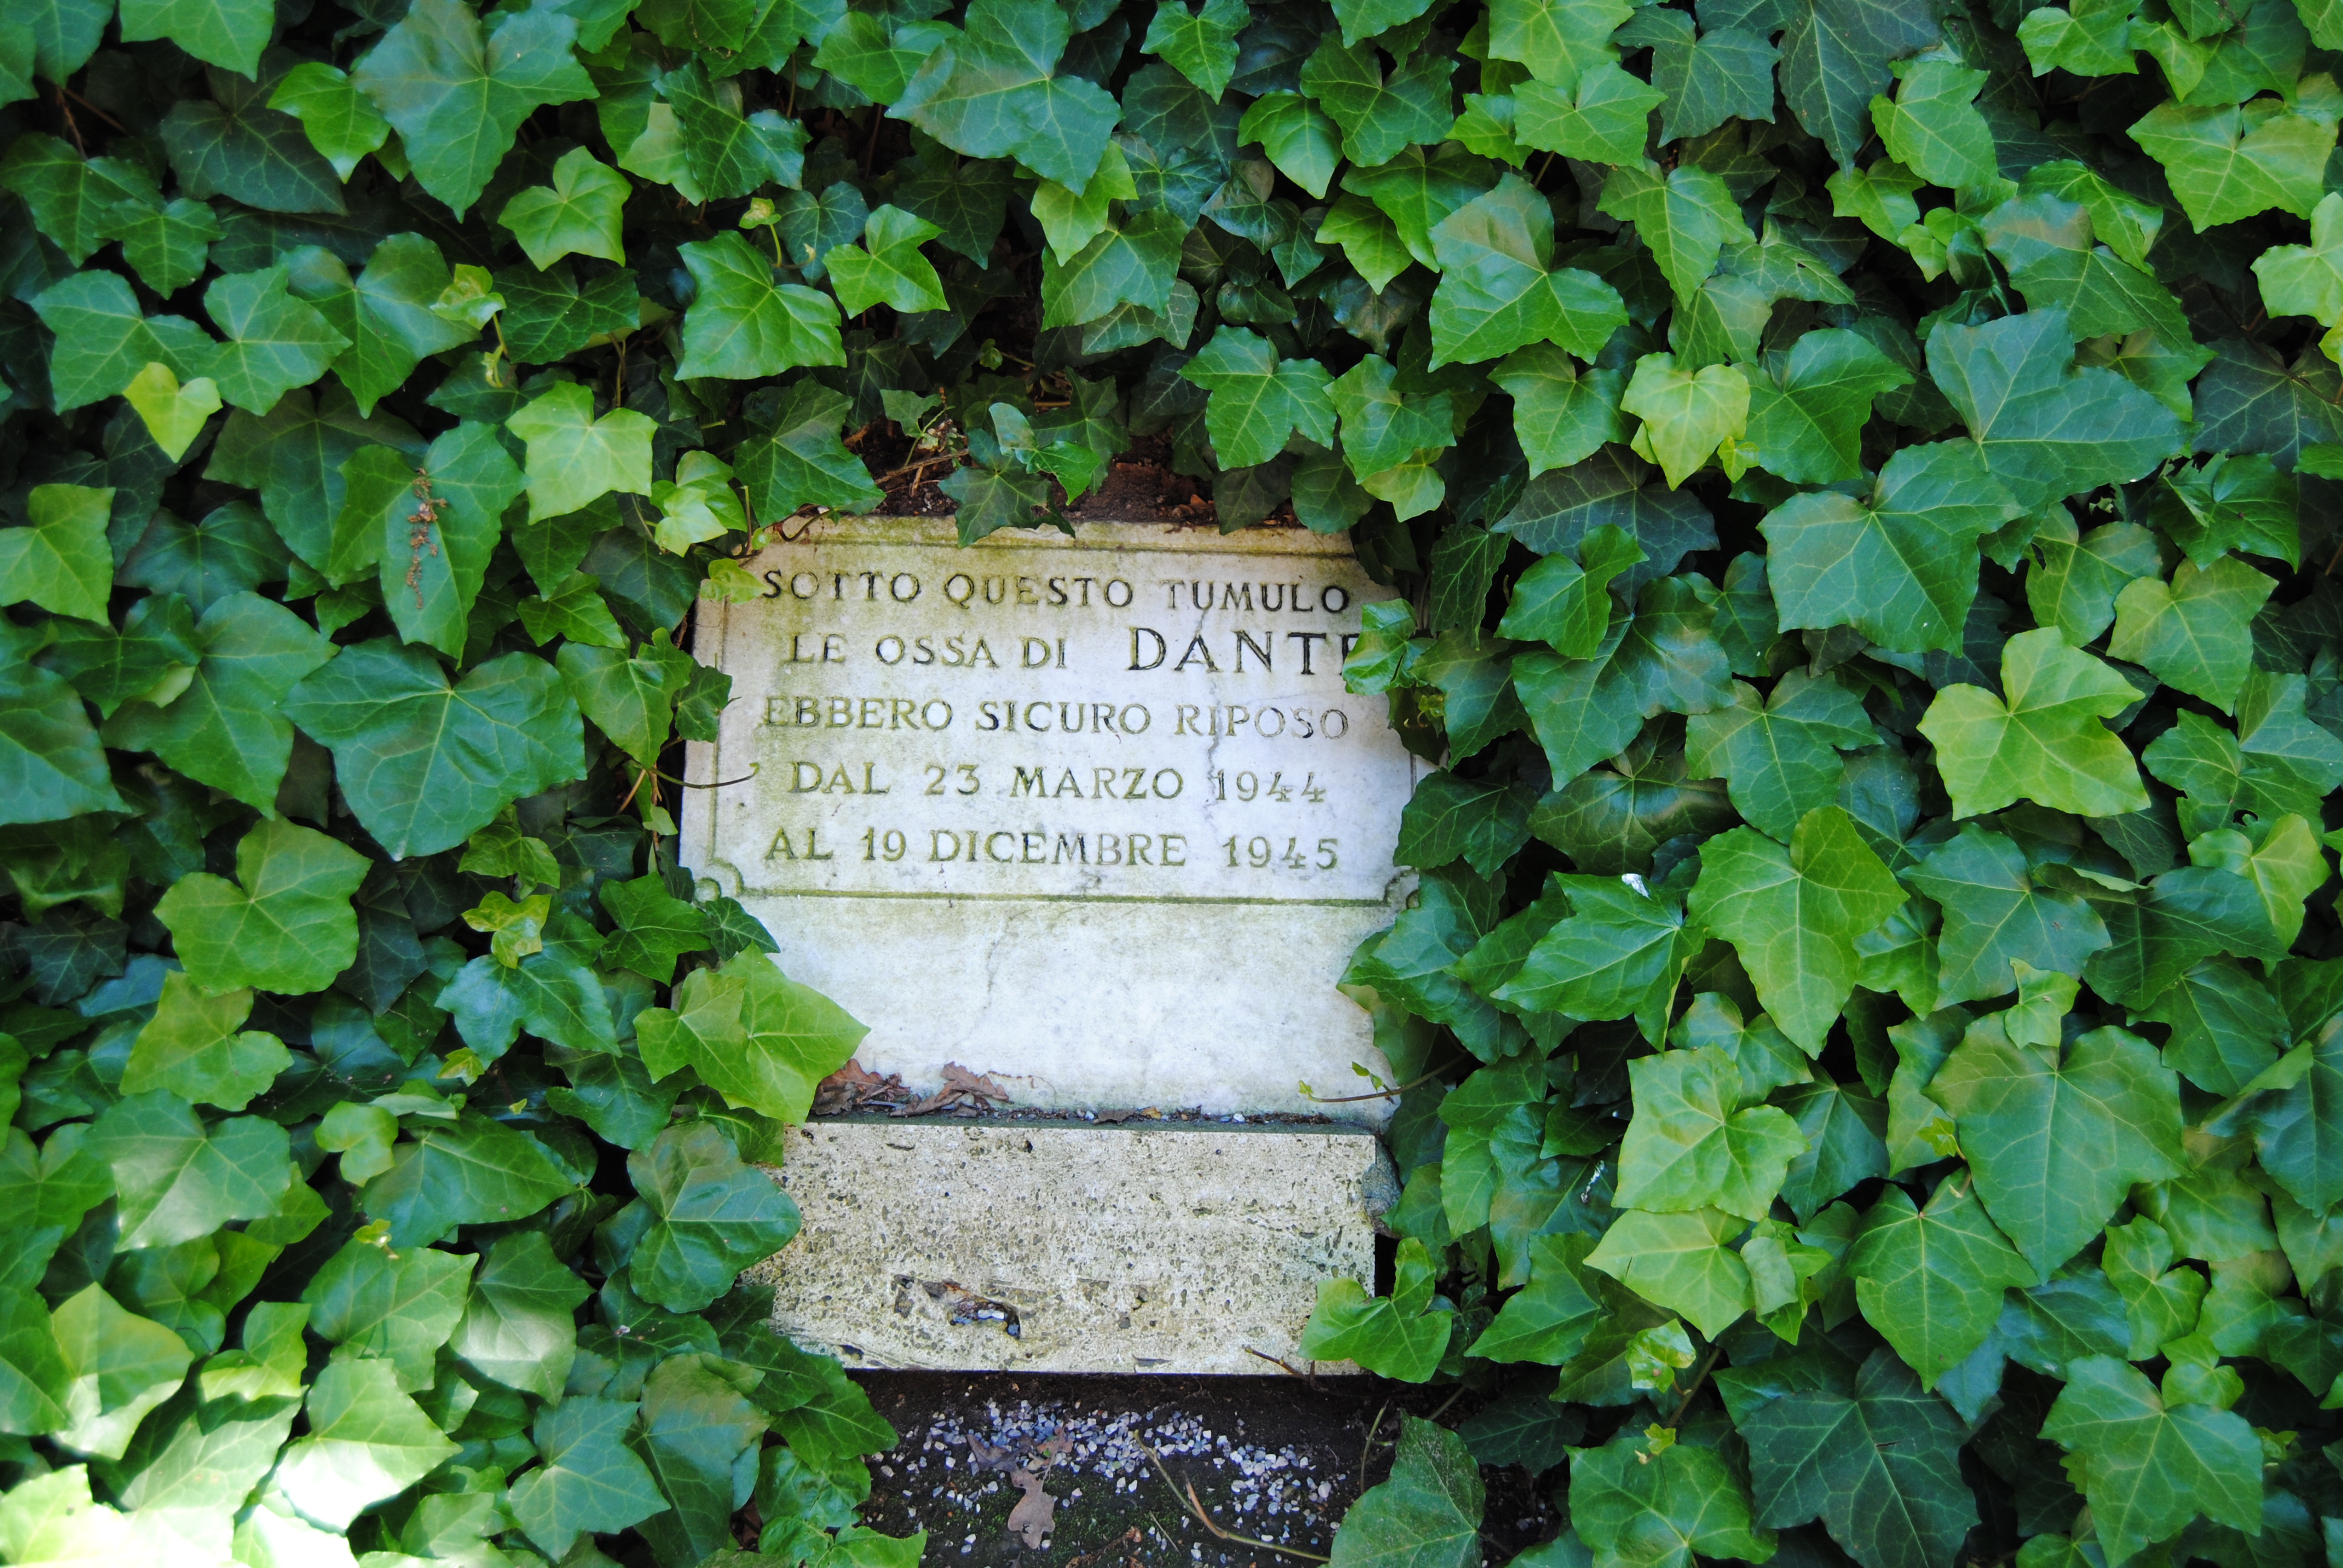 SOTTO QUESTO TUMULO
LE OSSA DI DANTE
EBBERO SICURO RIPOSO
DAL 23 MARZO 1944
AL 19 DICEMBRE 1945